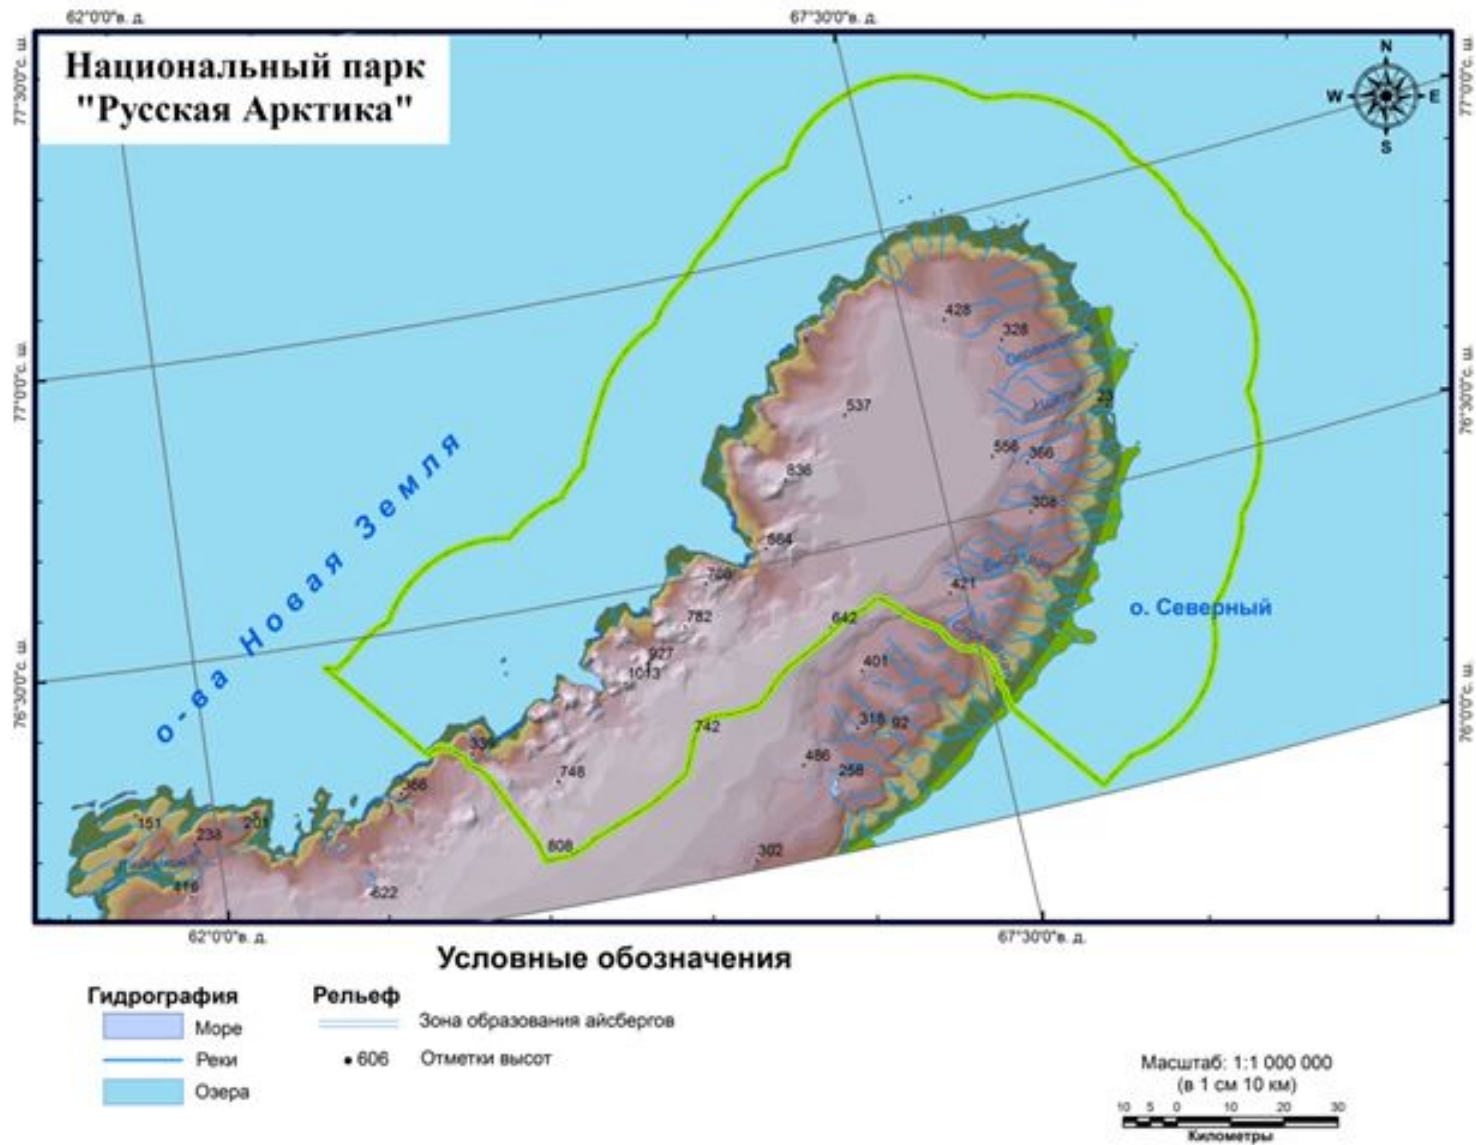 62°0'0"в. д.
67°30'0"в. д.
77°30'0"с. ш.
77°0'0"с. ш.
Национальный парк
"Русская Арктика"
N
W
E
S
428
328
537
23
836
556
366
308
684
421
782
642
о. Северный
927
1013
401
742
318
92
486
258
748
366
808
302
151
238
201
622
о-ва Новая Земля
77°0'0"с. ш.
76°30'0"с. ш.
76°30'0"с. ш.
76°0'0"с. ш.
62°0'0"в. д.
67°30'0"в. д.
Условные обозначения
Гидрография
Море
Реки
Озера
Рельеф
Зона образования айсбергов
606
Отметки высот
Масштаб: 1:1 000 000
(в 1 см 10 км)
10 5 0 10 20 30
Километры